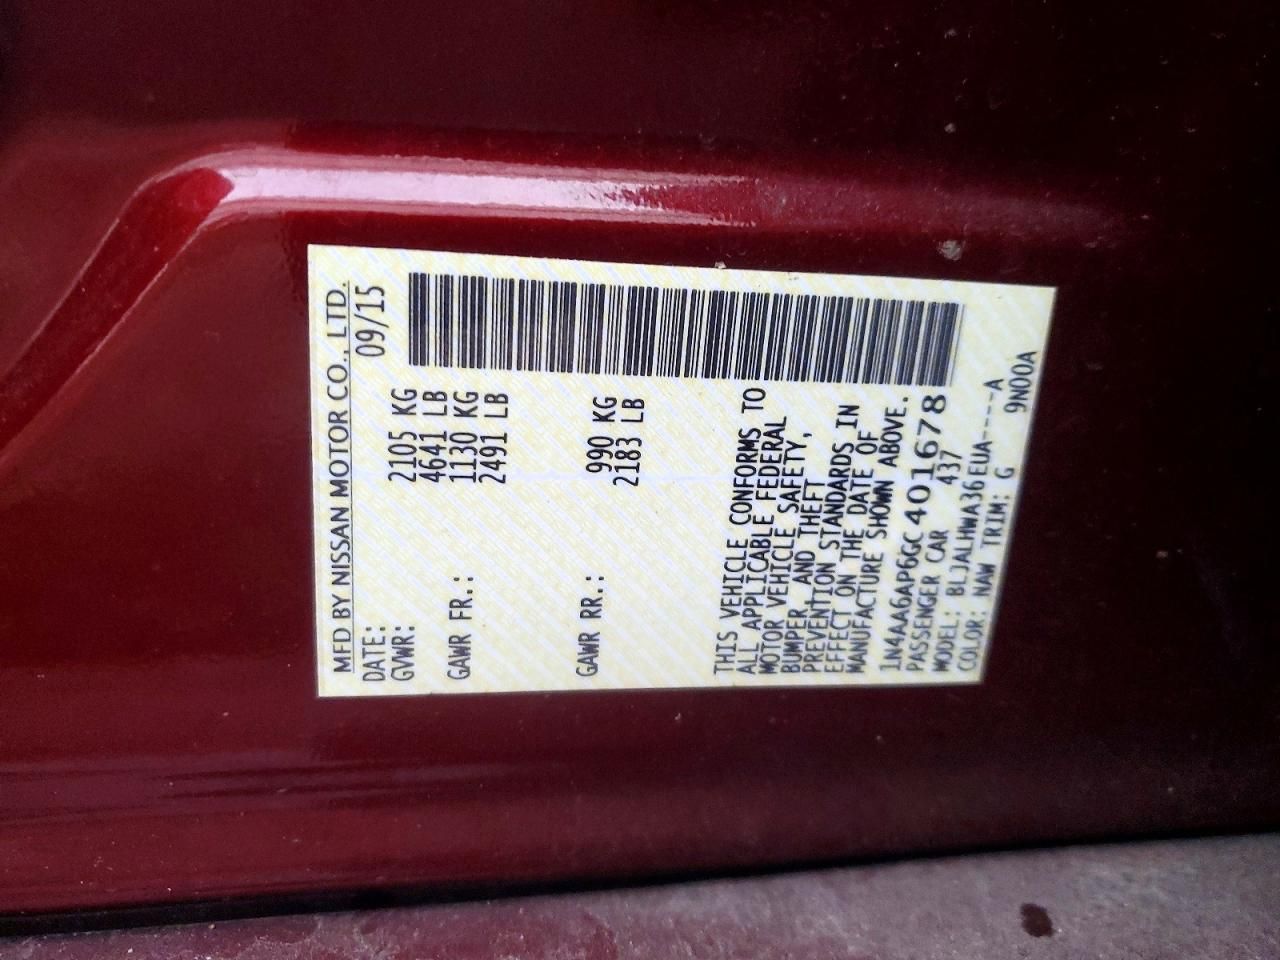 MFD BY NISSAN MOTOR CO., LTD.
DATE: 09/15
GVWR: 2105 KG
4641 LB
GAWR FR.: 1130 KG
2491 LB
GAWR RR.: 990 KG
2183 LB
THIS VEHICLE CONFORMS TO
ALL APPLICABLE FEDERAL
MOTOR VEHICLE SAFETY,
BUMPER, AND THEFT
PREVENTION STANDARDS IN
EFFECT ON THE DATE OF
MANUFACTURE SHOWN ABOVE.
1N4AA6AP6GC401678
PASSENGER CAR 437
MODEL: BLJALHWA36EUA----A
COLOR: NAW TRIM: G 9N00A